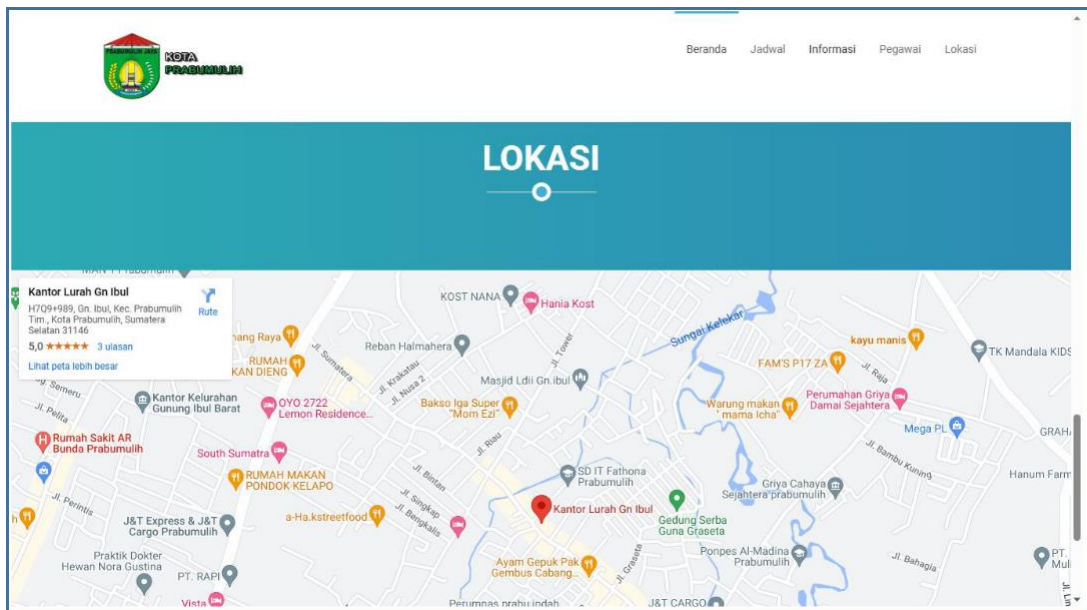 PRABUMULIH JAYA
KOTA
PRABUMULIH
Beranda
Jadwal
Informasi
Pegawai
Lokasi
LOKASI
Kantor Lurah Gn Ibul
H7Q9+989, Gn. Ibul, Kec. Prabumulih
Tim., Kota Prabumulih, Sumatera
Selatan 31146
Rute
5,0 ★★★★★ 3 ulasan
Lihat peta lebih besar
KOST NANA
Hania Kost
Sungai Kelekar
kayu manis
TK Mandala KIDS
Reban Halmahera
Jl. Tower
Jl. Sumatera
Jl. Krakatau
Jl. Nusa 2
FAM'S P17 ZA
Jl. Raja
RUMAH
Masjid Ldii Gn.ibul
Semeru
Jl. Pelita
Kantor Kelurahan
Gunung Ibul Barat
OYO 2722
Lemon Residence...
Bakso Iga Super
"Mom Ezi"
Warung makan
" mama Icha"
Perumahan Griya
Damai Sejahtera
Mega PL
Rumah Sakit AR
Bunda Prabumulih
South Sumatra
Jl. Riau
Jl. Bambu Kuning
RUMAH MAKAN
PONDOK KELAPO
Jl. Bintan
SD IT Fathona
Prabumulih
Griya Cahaya
Sejahtera prabumulih
Hanum Farm
Jl. Perintis
Jl. Singkap
Jl. Bengkalis
Kantor Lurah Gn Ibul
J&T Express & J&T
Cargo Prabumulih
a-Ha.kstreetfood
Gedung Serba
Guna Graseta
Praktik Dokter
Hewan Nora Gustina
PT. RAPI
Ayam Gepuk Pak
Gembus Cabang...
Jl. Graseta
Ponpes Al-Madina
Prabumulih
Jl. Bahagia
PT.
Vista
Perumnas prabu indah
J&T CARGO